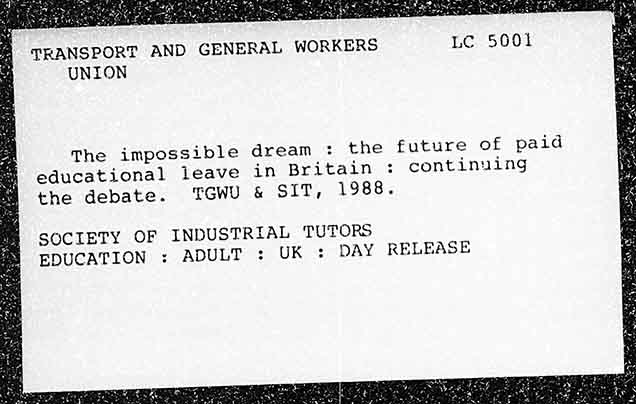 TRANSPORT AND GENERAL WORKERS LC 5001
UNION
The impossible dream : the future of paid
educational leave in Britain : continuing
the debate. TGWU & SIT, 1988.
SOCIETY OF INDUSTRIAL TUTORS
EDUCATION : ADULT : UK : DAY RELEASE